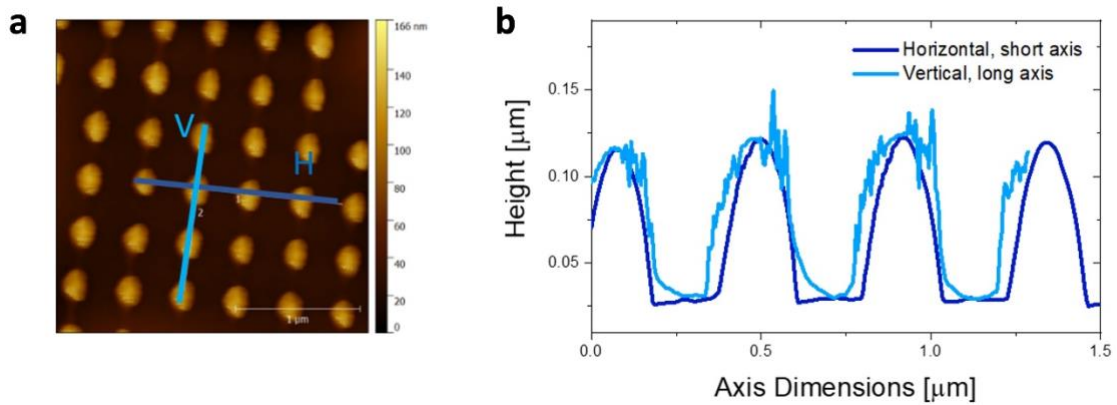 a
166 nm
140
120
100
80
60
40
20
0
V
H
1
2
1 μm
b
Horizontal, short axis
Vertical, long axis
0.15
0.10
0.05
Height [μm]
0.0
0.5
1.0
1.5
Axis Dimensions [μm]